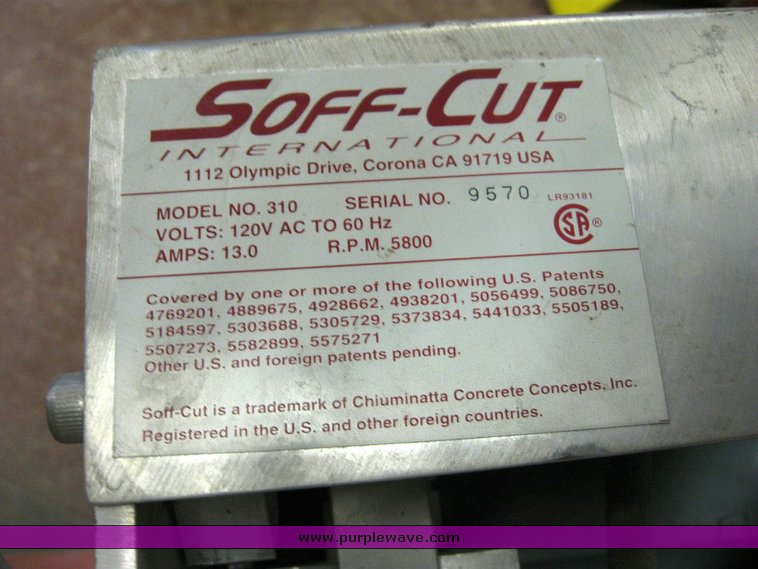 SOFF-CUT®
INTERNATIONAL
1112 Olympic Drive, Corona CA 91719 USA
MODEL NO. 310 SERIAL NO. 9570 LR93181
VOLTS: 120V AC TO 60 Hz SA®
AMPS: 13.0 R.P.M. 5800
Covered by one or more of the following U.S. Patents
4769201, 4889675, 4928662, 4938201, 5056499, 5086750,
5184597, 5303688, 5305729, 5373834, 5441033, 5505189,
5507273, 5582899, 5575271
Other U.S. and foreign patents pending.
Soff-Cut is a trademark of Chiuminatta Concrete Concepts, Inc.
Registered in the U.S. and other foreign countries.
www.purplewave.com